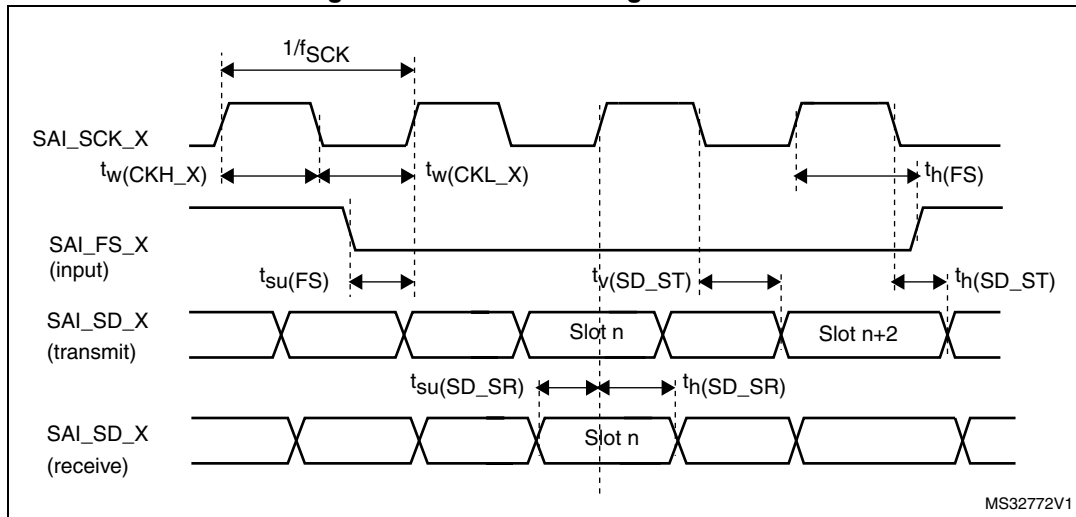 1/fSCK
SAI_SCK_X
tw(CKH_X)
tw(CKL_X)
th(FS)
SAI_FS_X
(input)
tsu(FS)
tv(SD_ST)
th(SD_ST)
SAI_SD_X
(transmit)
Slot n
Slot n+2
tsu(SD_SR)
th(SD_SR)
SAI_SD_X
(receive)
Slot n
MS32772V1